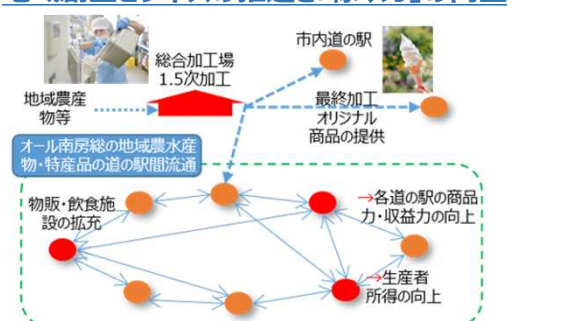 市内道の駅
総合加工場
1.5次加工
地域農産
物等
最終加工
オリジナル
商品の提供
オール南房総の地域農水産
物・特産品の道の駅間流通
物販・飲食施
設の拡充
→各道の駅の商品
力・収益力の向上
→生産者
所得の向上